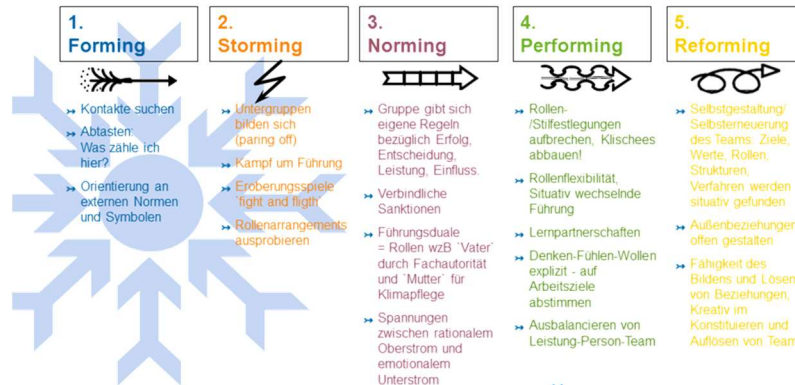 1.
Forming
Kontakte suchen
Abtasten:
Was zähle ich
hier?
Orientierung an
externen Normen
und Symbolen
2.
Storming
Untergruppen
bilden sich
(paring off)
Kampf um Führung
Eroberungsspiele
`fight and fligth´
Rollenarrangements
ausprobieren
3.
Norming
Gruppe gibt sich
eigene Regeln
bezüglich Erfolg,
Entscheidung,
Leistung, Einfluss.
Verbindliche
Sanktionen
Führungsduale
= Rollen wzB `Vater´
durch Fachautorität
und `Mutter´ für
Klimapflege
Spannungen
zwischen rationalem
Oberstrom und
emotionalem
Unterstrom
4.
Performing
Rollen-
/Stilfestlegungen
aufbrechen, Klischees
abbauen!
Rollenflexibilität,
Situativ wechselnde
Führung
Lernpartnerschaften
Denken-Fühlen-Wollen
explizit - auf
Arbeitsziele
abstimmen
Ausbalancieren von
Leistung-Person-Team
5.
Reforming
Selbstgestaltung/
Selbsterneuerung
des Teams: Ziele,
Werte, Rollen,
Strukturen,
Verfahren werden
situativ gefunden
Außenbeziehungen
offen gestalten
Fähigkeit des
Bildens und Lösen
von Beziehungen,
Kreativ im
Konstituieren und
Auflösen von Team